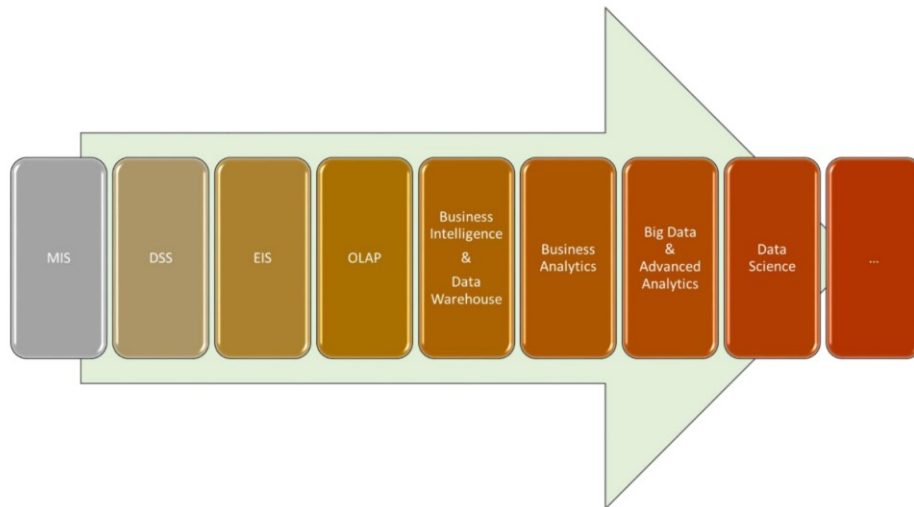 MIS
DSS
EIS
OLAP
Business
Intelligence
&
Data
Warehouse
Business
Analytics
Big Data
&
Advanced
Analytics
Data
Science
...